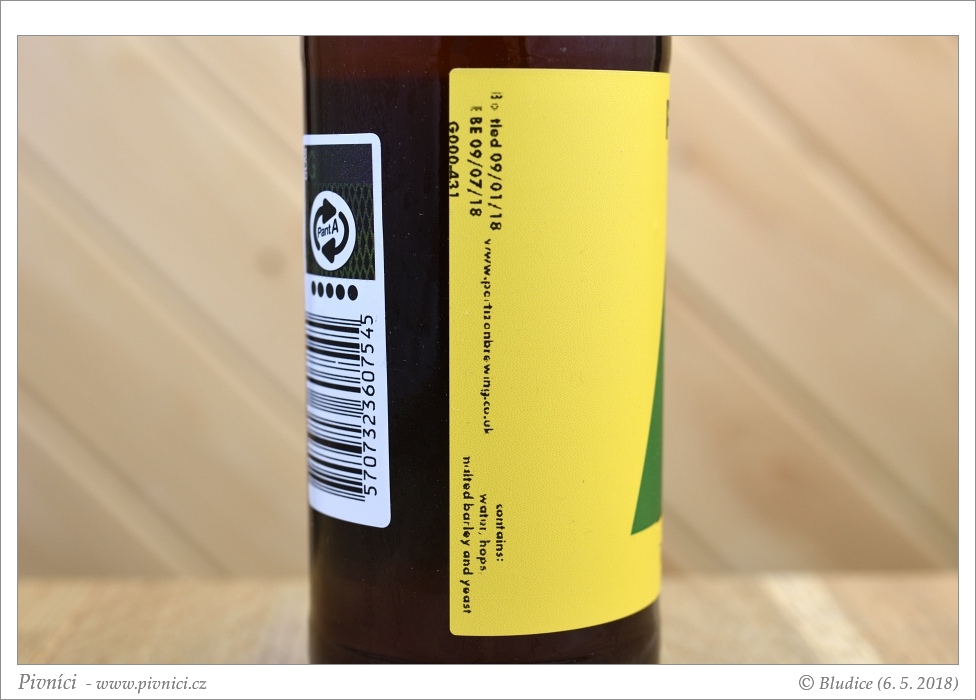 Pant A
5707323607545
Bottled 09/01/18
BBE 09/07/18
G000431
www.partizanbrewing.co.uk
contains:
water, hops,
malted barley and yeast
Pivníci - www.pivnici.cz
© Bludice (6. 5. 2018)